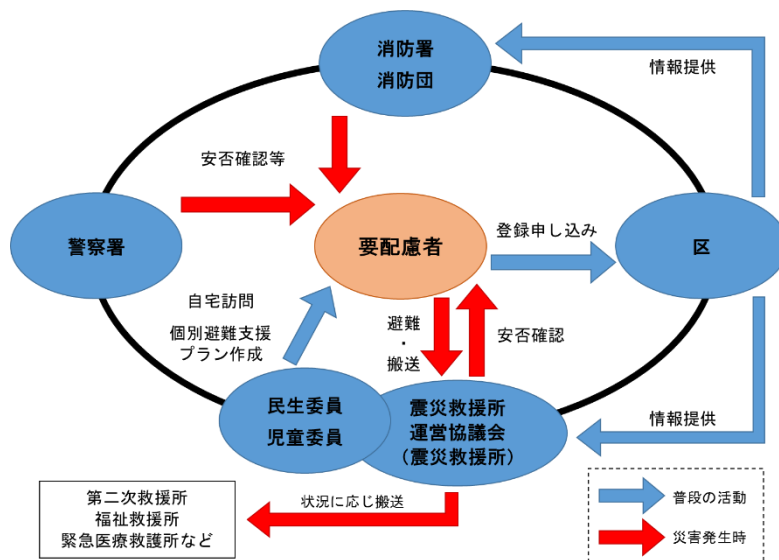 消防署
消防団
情報提供
安否確認等
警察署
要配慮者
登録申し込み
区
自宅訪問
個別避難支援
プラン作成
避難
・
搬送
安否確認
民生委員
児童委員
震災救援所
運営協議会
（震災救援所）
情報提供
状況に応じ搬送
第二次救援所
福祉救援所
緊急医療救護所など
普段の活動
災害発生時